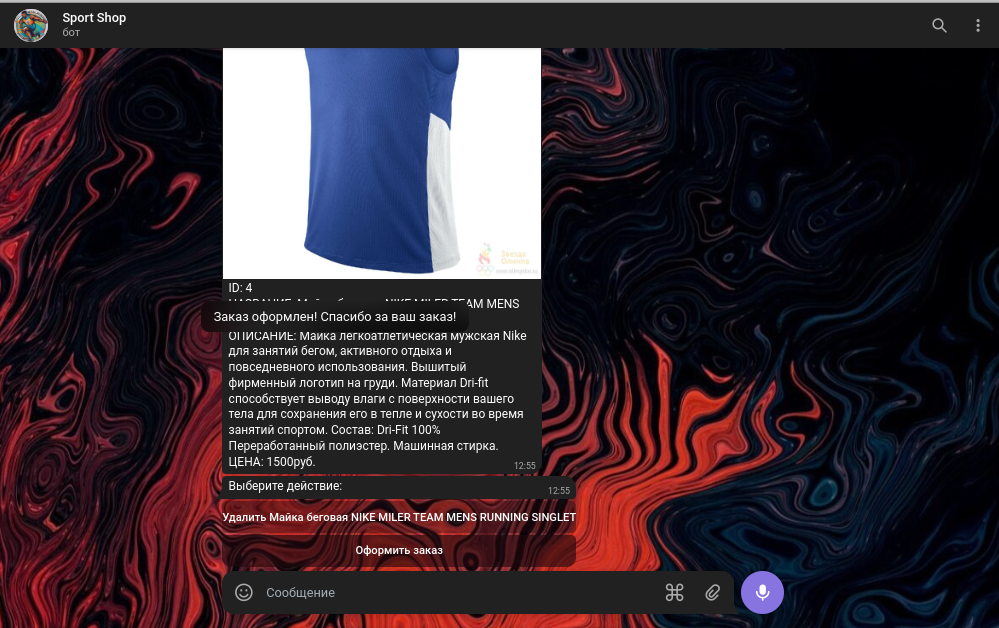 Sport Shop
бот
ID: 4
NIKE MILER TEAM MENS
Заказ оформлен! Спасибо за ваш заказ!
ОПИСАНИЕ: Майка легкоатлетическая мужская Nike
для занятий бегом, активного отдыха и
повседневного использования. Вышитый
фирменный логотип на груди. Материал Dri-fit
способствует выводу влаги с поверхности вашего
тела для сохранения его в тепле и сухости во время
занятий спортом. Состав: Dri-Fit 100%
Переработанный полиэстер. Машинная стирка.
ЦЕНА: 1500руб.
12:55
Выберите действие:
12:55
Удалить Майка беговая NIKE MILER TEAM MENS RUNNING SINGLET
Оформить заказ
Сообщение